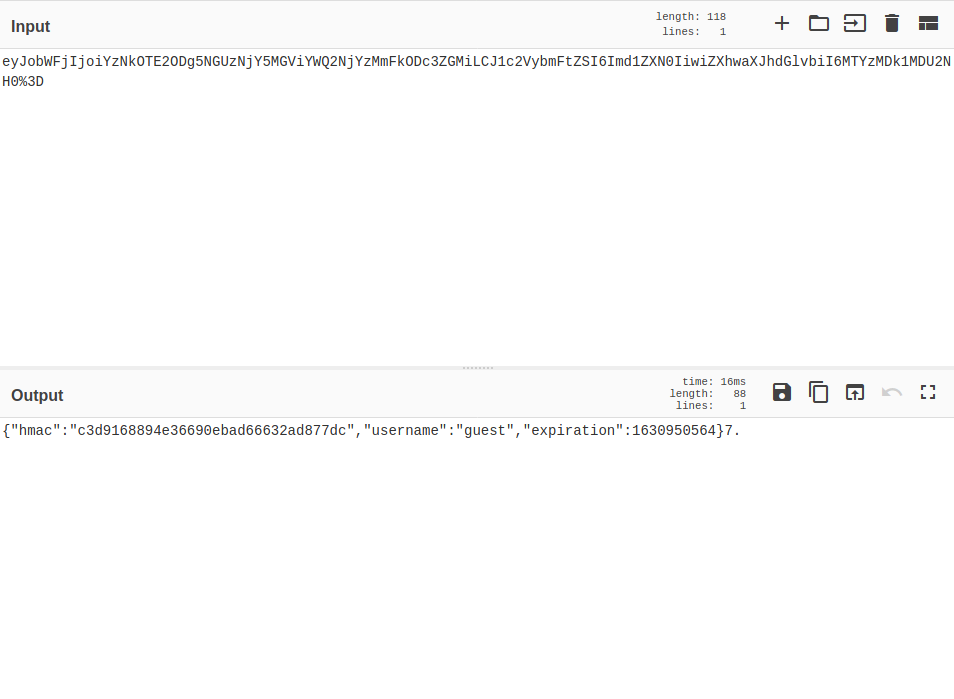 Input
length: 118
lines: 1
eyJobWFjIjoiYzNkOTE2ODg5NGUzNjY5MGViYWQ2NjYzMmFkODc3ZGMiLCJ1c2VybmFtZSI6Imd1ZXN0IiwiZXhwaXJhdGlvbiI6MTYzMDk1MDU2N
H0%3D
Output
time: 16ms
length: 88
lines: 1
{"hmac":"c3d9168894e36690ebad66632ad877dc","username":"guest","expiration":1630950564}7.